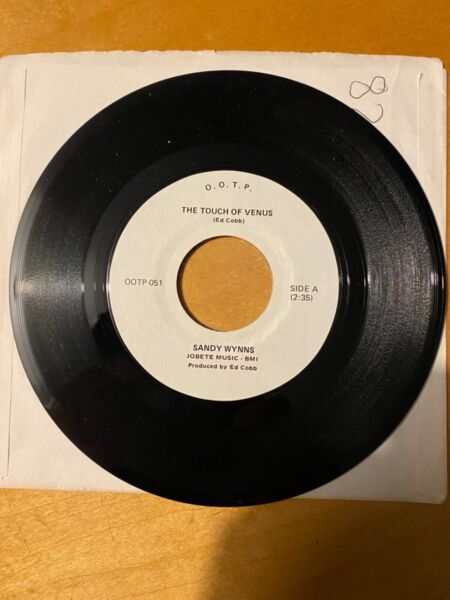 28
O. O. T. P.
THE TOUCH OF VENUS
(Ed Cobb)
OOTP-051
SIDE A
(2:35)
SANDY WYNNS
JOBETE MUSIC - BMI
Produced by Ed Cobb